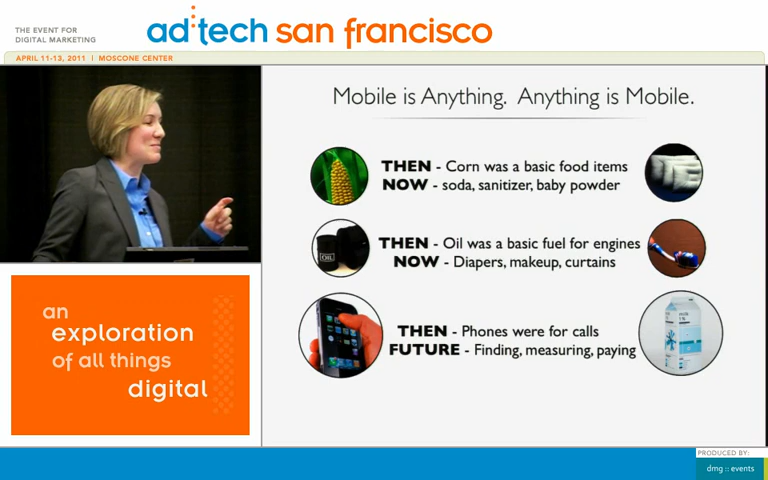 THE EVENT FOR
DIGITAL MARKETING
ad:tech san francisco
APRIL 11-13, 2011 | MOSCONE CENTER
Mobile is Anything. Anything is Mobile.
THEN - Corn was a basic food items
NOW - soda, sanitizer, baby powder
THEN - Oil was a basic fuel for engines
NOW - Diapers, makeup, curtains
OIL
THEN - Phones were for calls
FUTURE - Finding, measuring, paying
an
exploration
of all things
digital
PRODUCED BY:
dmg :: events